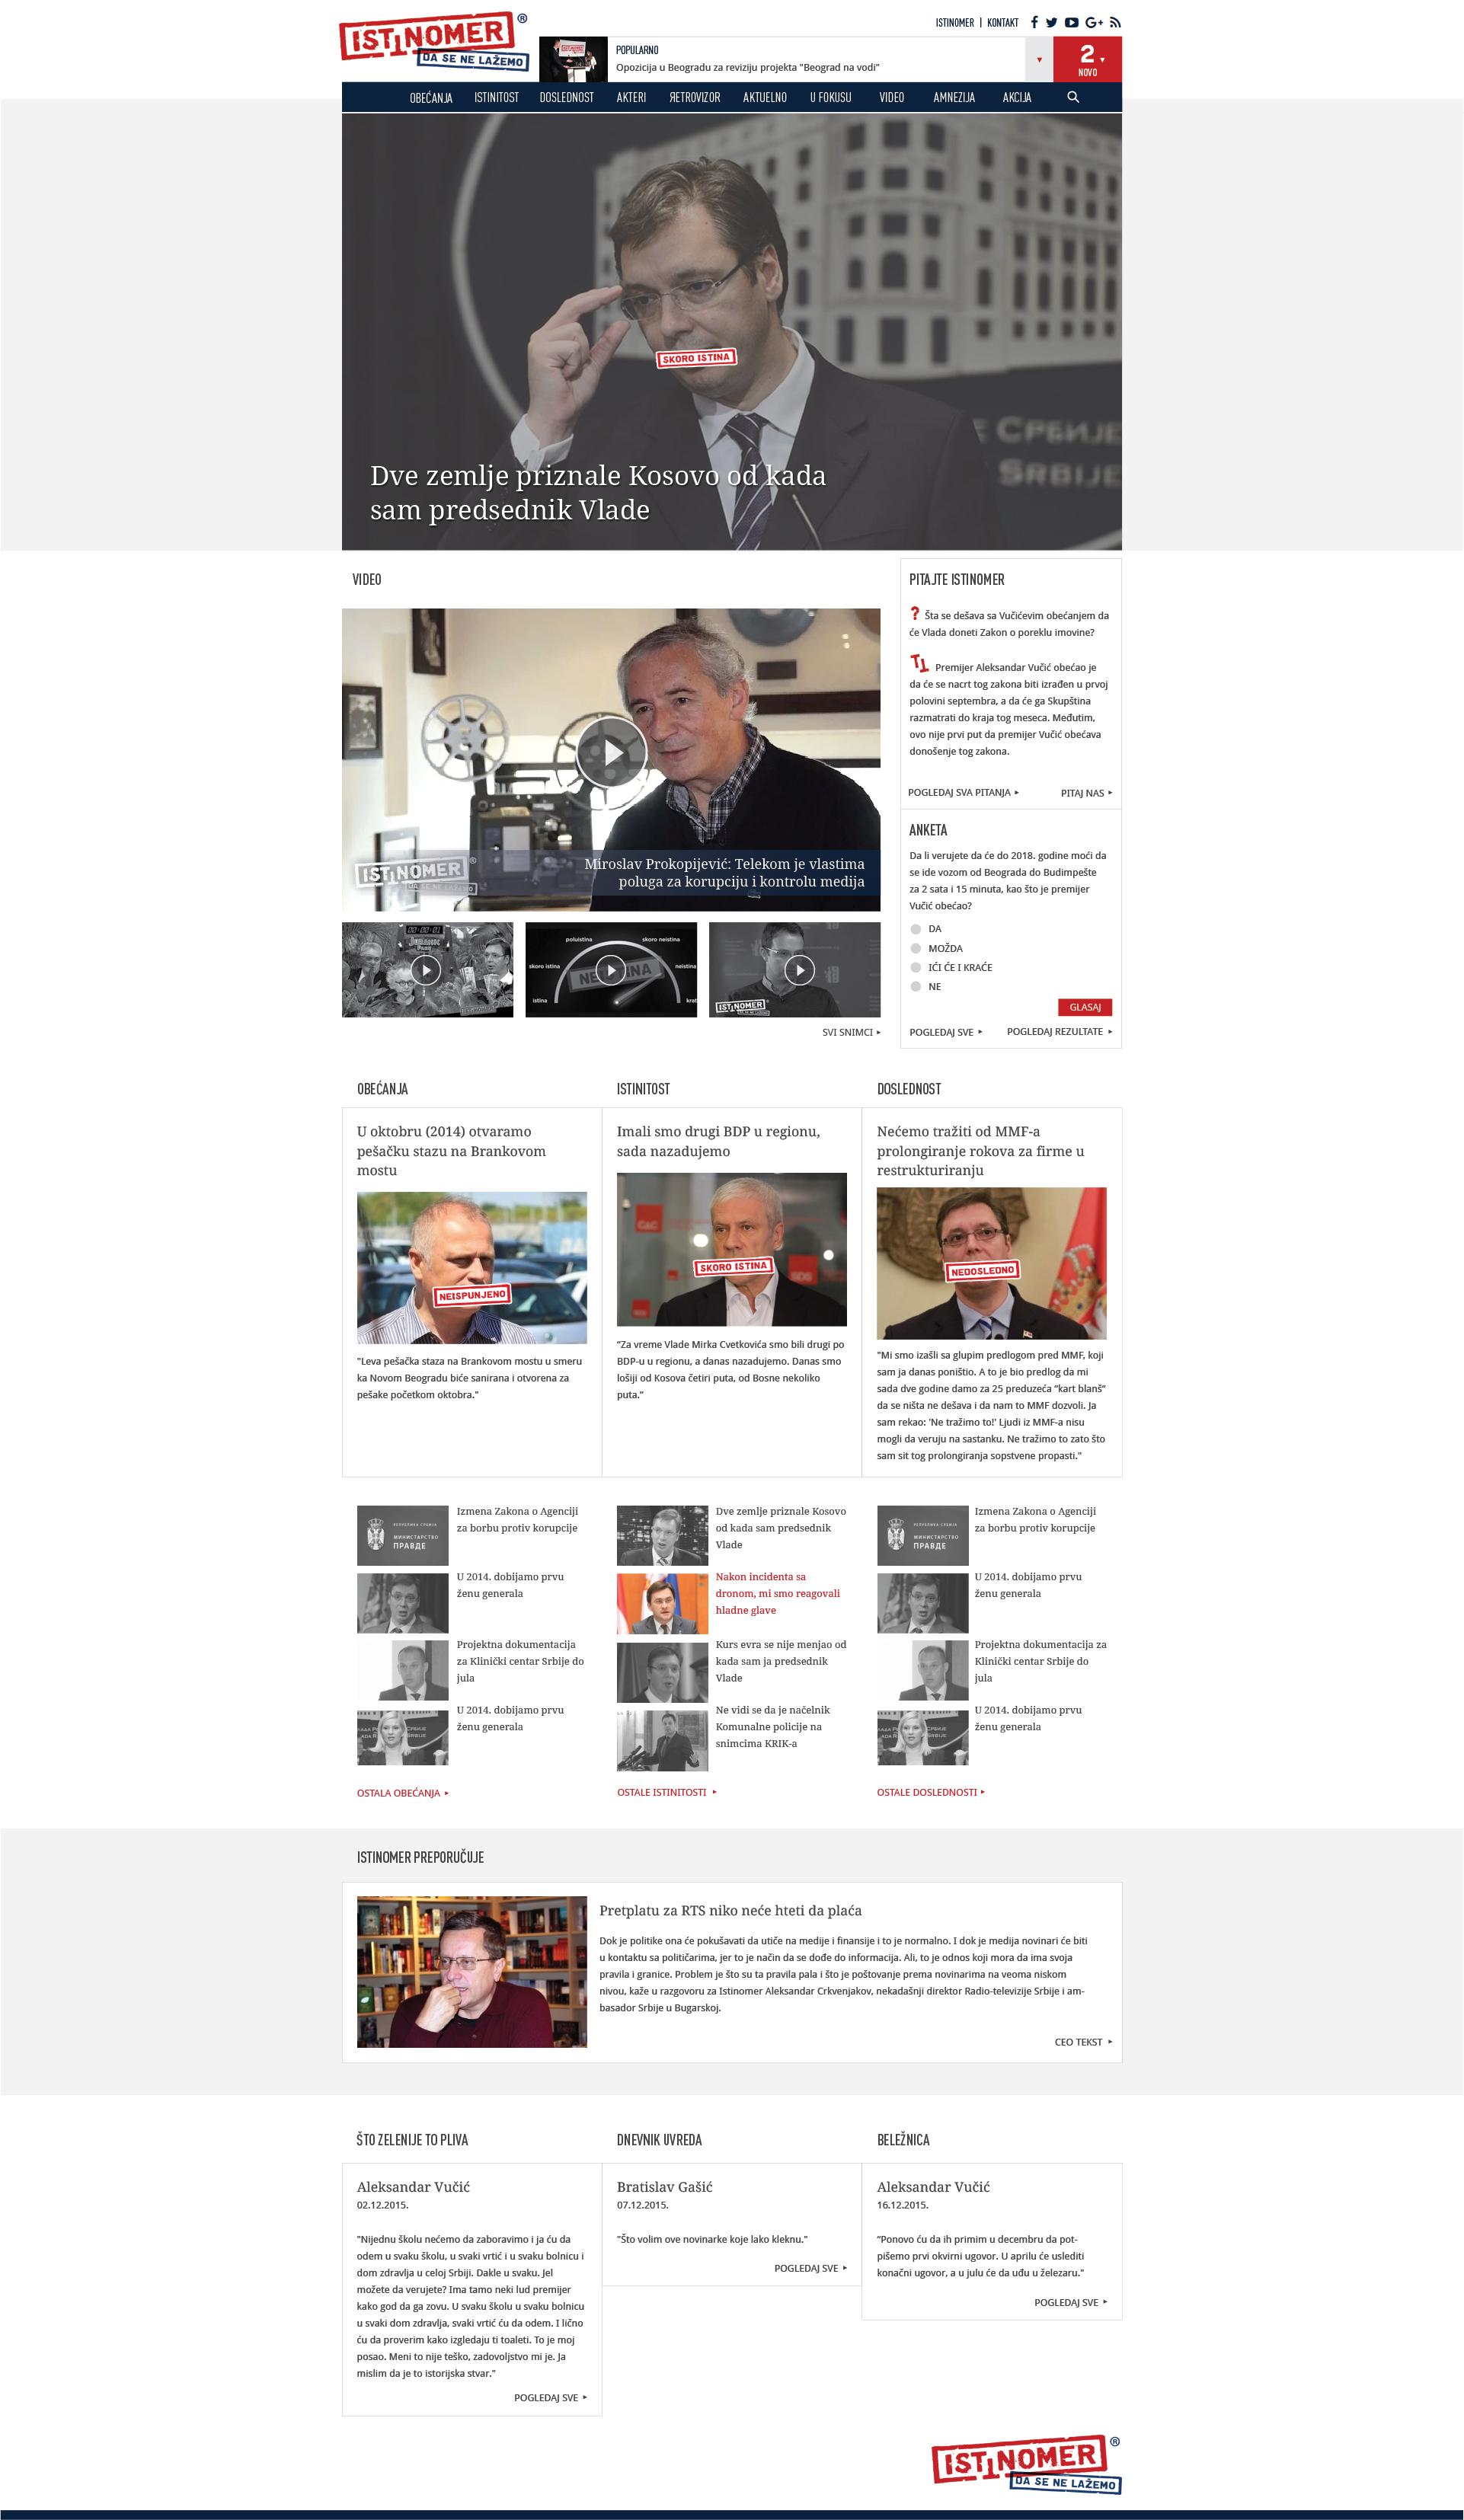 ISTINOMER ®
DA SE NE LAŽEMO
ISTINOMER | KONTAKT
POPULARNO
Opozicija u Beogradu za reviziju projekta "Beograd na vodi"
2
NOVO
OBEĆANJA ISTINITOST DOSLEDNOST AKTERI ЯETROVIZOR AKTUELNO U FOKUSU VIDEO AMNEZIJA AKCIJA
SKORO ISTINA
СРБИЈЕ
Dve zemlje priznale Kosovo od kada
sam predsednik Vlade
VIDEO
ISTINOMER ®
Miroslav Prokopijević: Telekom je vlastima
poluga za korupciju i kontrolu medija
poluistina
skoro neistina
skoro istina
neistina
istina
krat
ISTINOMER
SVI SNIMCI
PITAJTE ISTINOMER
? Šta se dešava sa Vučićevim obećanjem da
će Vlada doneti Zakon o poreklu imovine?
Premijer Aleksandar Vučić obećao je
da će se nacrt tog zakona biti izrađen u prvoj
polovini septembra, a da će ga Skupština
razmatrati do kraja tog meseca. Međutim,
ovo nije prvi put da premijer Vučić obećava
donošenje tog zakona.
POGLEDAJ SVA PITANJA
PITAJ NAS
ANKETA
Da li verujete da će do 2018. godine moći da
se ide vozom od Beograda do Budimpešte
za 2 sata i 15 minuta, kao što je premijer
Vučić obećao?
DA
MOŽDA
IĆI ĆE I KRAĆE
NE
GLASAJ
POGLEDAJ SVE
POGLEDAJ REZULTATE
OBEĆANJA
U oktobru (2014) otvaramo
pešačku stazu na Brankovom
mostu
NEISPUNJENO
"Leva pešačka staza na Brankovom mostu u smeru
ka Novom Beogradu biće sanirana i otvorena za
pešake početkom oktobra."
ISTINITOST
Imali smo drugi BDP u regionu,
sada nazadujemo
SKORO ISTINA
“Za vreme Vlade Mirka Cvetkovića smo bili drugi po
BDP-u u regionu, a danas nazadujemo. Danas smo
lošiji od Kosova četiri puta, od Bosne nekoliko
puta.”
DOSLEDNOST
Nećemo tražiti od MMF-a
prolongiranje rokova za firme u
restrukturiranju
NEDOSLEDNO
"Mi smo izašli sa glupim predlogom pred MMF, koji
sam ja danas poništio. A to je bio predlog da mi
sada dve godine damo za 25 preduzeća “kart blanš”
da se ništa ne dešava i da nam to MMF dozvoli. Ja
sam rekao: 'Ne tražimo to!' Ljudi iz MMF-a nisu
mogli da veruju na sastanku. Ne tražimo to zato što
sam sit tog prolongiranja sopstvene propasti."
РЕПУБЛИКА СРБИЈА
МИНИСТАРСТВО
ПРАВДЕ
Izmena Zakona o Agenciji
za borbu protiv korupcije
U 2014. dobijamo prvu
ženu generala
Projektna dokumentacija
za Klinički centar Srbije do
jula
U 2014. dobijamo prvu
ženu generala
OSTALA OBEĆANJA
Dve zemlje priznale Kosovo
od kada sam predsednik
Vlade
Nakon incidenta sa
dronom, mi smo reagovali
hladne glave
Kurs evra se nije menjao od
kada sam ja predsednik
Vlade
Ne vidi se da je načelnik
Komunalne policije na
snimcima KRIK-a
OSTALE ISTINITOSTI
РЕПУБЛИКА СРБИЈА
МИНИСТАРСТВО
ПРАВДЕ
Izmena Zakona o Agenciji
za borbu protiv korupcije
U 2014. dobijamo prvu
ženu generala
Projektna dokumentacija za
Klinički centar Srbije do
jula
U 2014. dobijamo prvu
ženu generala
OSTALE DOSLEDNOSTI
ISTINOMER PREPORUČUJE
Pretplatu za RTS niko neće hteti da plaća
Dok je politike ona će pokušavati da utiče na medije i finansije i to je normalno. I dok je medija novinari će biti
u kontaktu sa političarima, jer to je način da se dođe do informacija. Ali, to je odnos koji mora da ima svoja
pravila i granice. Problem je što su ta pravila pala i što je poštovanje prema novinarima na veoma niskom
nivou, kaže u razgovoru za Istinomer Aleksandar Crkvenjakov, nekadašnji direktor Radio-televizije Srbije i am-
basador Srbije u Bugarskoj.
CEO TEKST
ŠTO ZELENIJE TO PLIVA
Aleksandar Vučić
02.12.2015.
"Nijednu školu nećemo da zaboravimo i ja ću da
odem u svaku školu, u svaki vrtić i u svaku bolnicu i
dom zdravlja u celoj Srbiji. Dakle u svaku. Jel
možete da verujete? Ima tamo neki lud premijer
kako god da ga zovu. U svaku školu u svaku bolnicu
u svaki dom zdravlja, svaki vrtić ću da odem. I lično
ću da proverim kako izgledaju ti toaleti. To je moj
posao. Meni to nije teško, zadovoljstvo mi je. Ja
mislim da je to istorijska stvar."
POGLEDAJ SVE
DNEVNIK UVREDA
Bratislav Gašić
07.12.2015.
"Što volim ove novinarke koje lako kleknu."
POGLEDAJ SVE
BELEŽNICA
Aleksandar Vučić
16.12.2015.
“Ponovo ću da ih primim u decembru da pot-
pišemo prvi okvirni ugovor. U aprilu će uslediti
konačni ugovor, a u julu će da uđu u železaru."
POGLEDAJ SVE
ISTINOMER ®
DA SE NE LAŽEMO